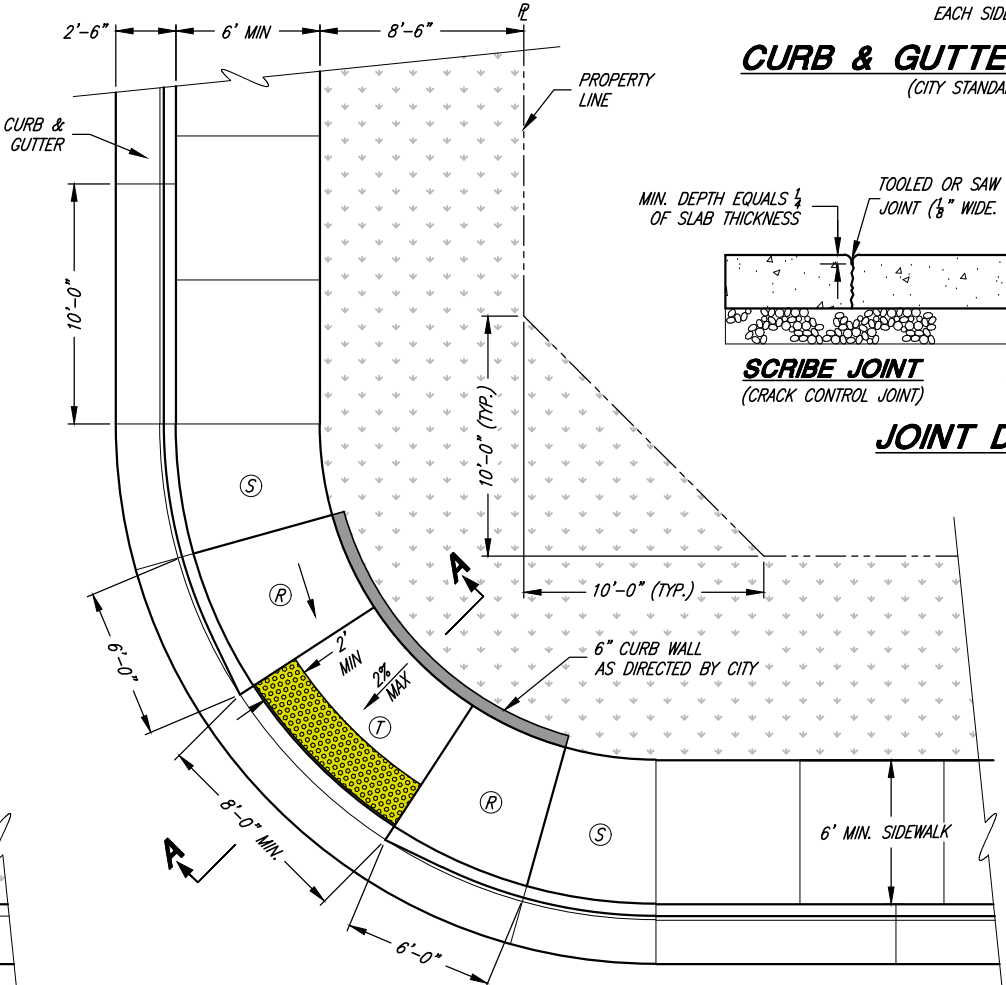 2'-6"
6' MIN
8'-6"
PL
EACH SIDE
CURB & GUTTE
(CITY STANDA
PROPERTY
LINE
CURB &
GUTTER
MIN. DEPTH EQUALS 1/4
OF SLAB THICKNESS
TOOLED OR SAW
JOINT (1/8" WIDE.
10'-0"
SCRIBE JOINT
(CRACK CONTROL JOINT)
JOINT D
10'-0" (TYP.)
S
A
10'-0" (TYP.)
R
6'-0"
2'
MIN
2%
MAX
6" CURB WALL
AS DIRECTED BY CITY
T
R
S
6' MIN. SIDEWALK
8'-0" MIN.
A
6'-0"